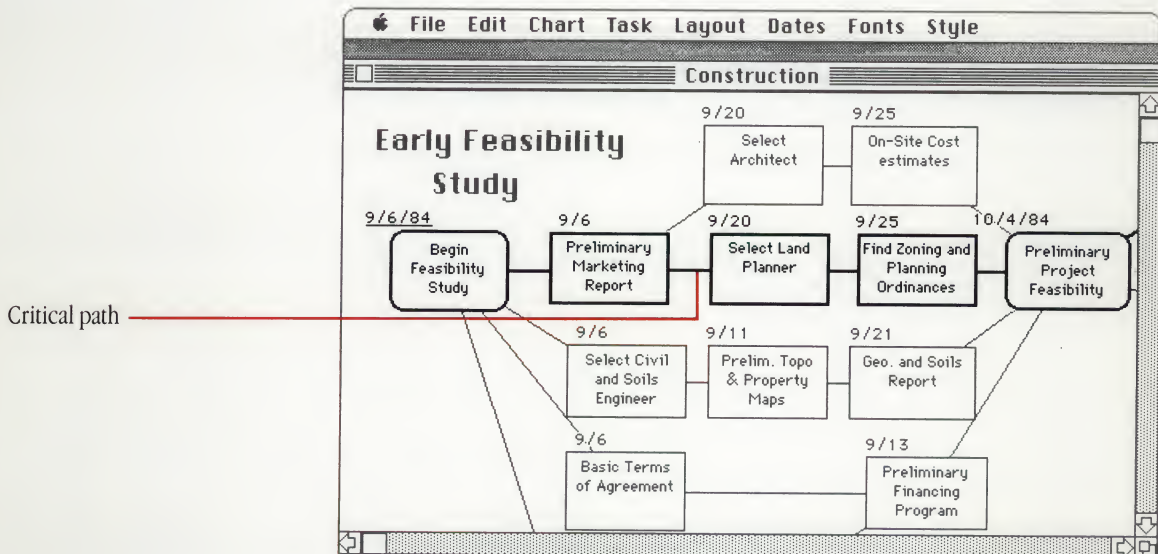 File Edit Chart Task Layout Dates Fonts Style
Construction
Early Feasibility
Study
9/20
Select
Architect
9/25
On-Site Cost
estimates
9/6/84
Begin
Feasibility
Study
9/6
Preliminary
Marketing
Report
9/20
Select Land
Planner
9/25
Find Zoning and
Planning
Ordinances
10/4/84
Preliminary
Project
Feasibility
Critical path
9/6
Select Civil
and Soils
Engineer
9/11
Prelim. Topo
& Property
Maps
9/21
Geo. and Soils
Report
9/6
Basic Terms
of Agreement
9/13
Preliminary
Financing
Program